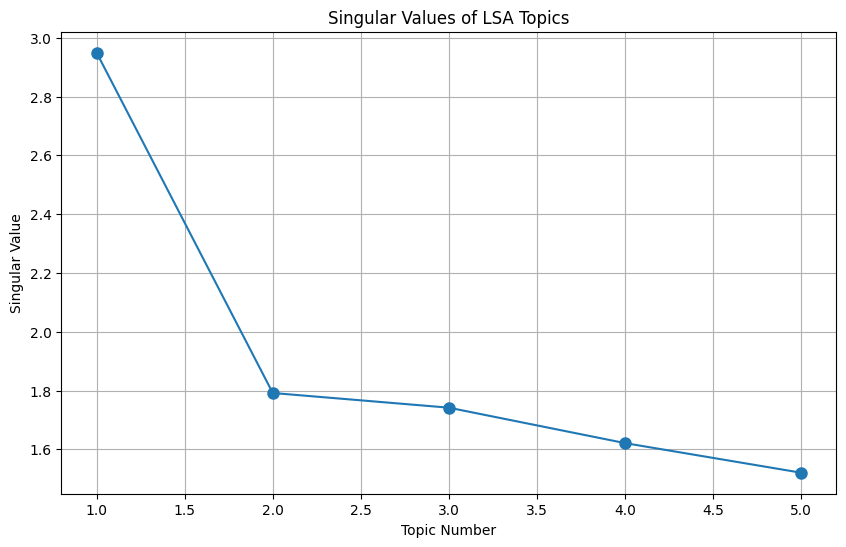 Singular Values of LSA Topics
3.0
2.8
2.6
2.4
2.2
2.0
1.8
1.6
Singular Value
1.0 1.5 2.0 2.5 3.0 3.5 4.0 4.5 5.0
Topic Number